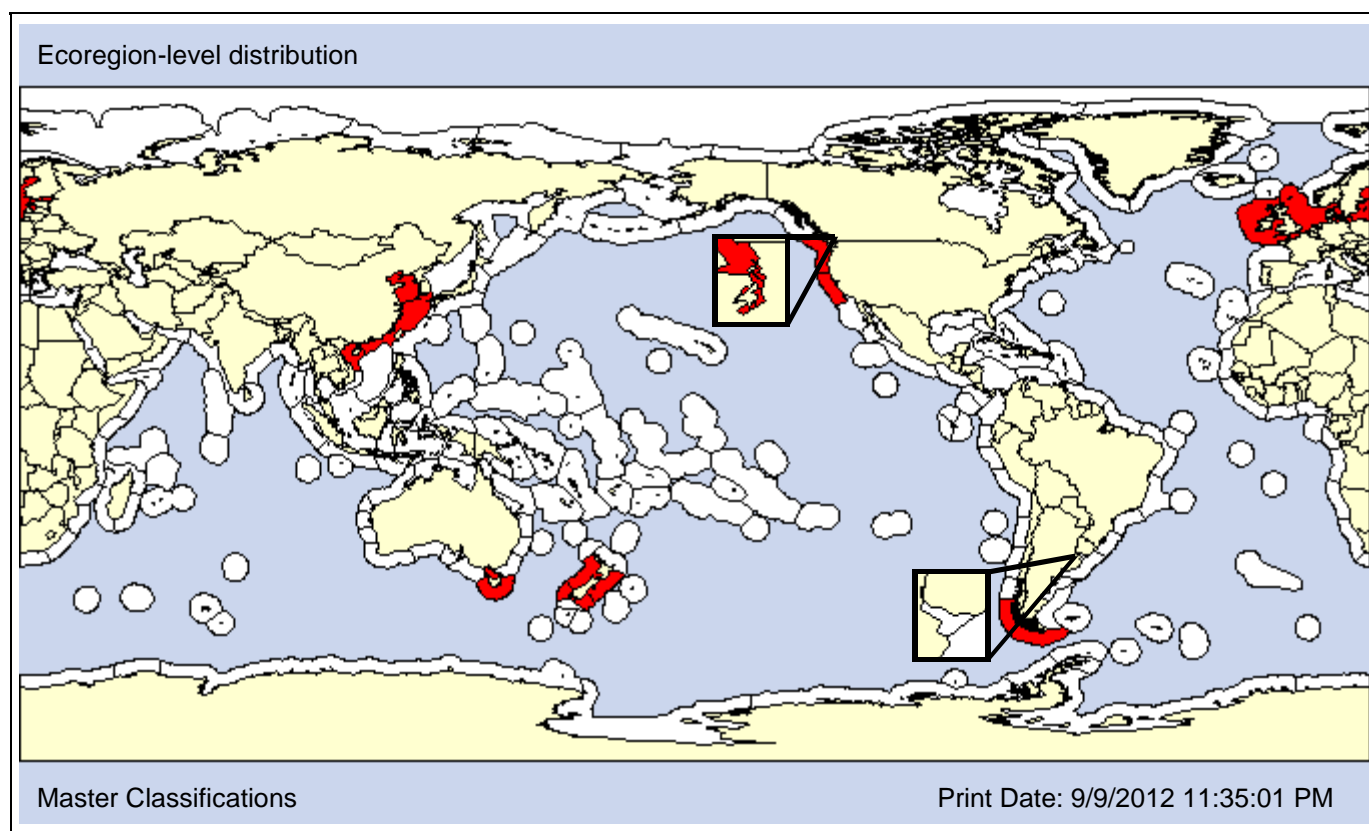 Ecoregion-level distribution
Master Classifications
Print Date: 9/9/2012 11:35:01 PM